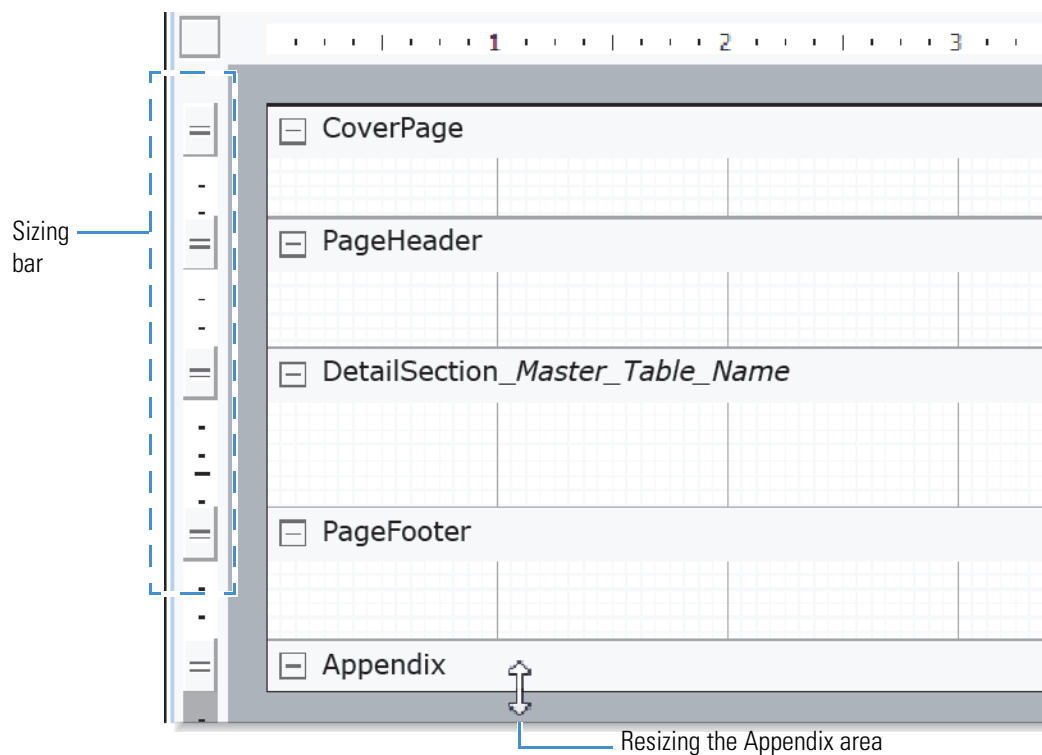 1 2 3
CoverPage
Sizing
bar
PageHeader
DetailSection_Master_Table_Name
PageFooter
Appendix
Resizing the Appendix area